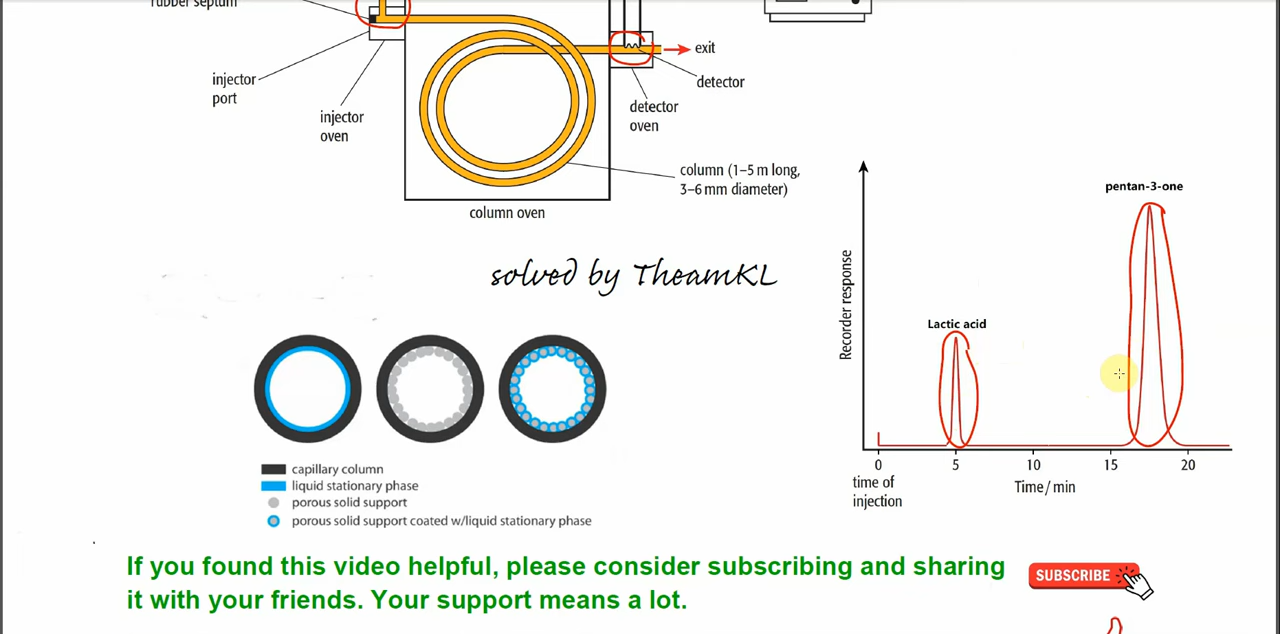 rubber septum
exit
injector
port
detector
injector
oven
detector
oven
column (1–5 m long,
3–6 mm diameter)
column oven
pentan-3-one
solved by TheamKL
Recorder response
Lactic acid
0
5
10
15
20
time of
injection
Time / min
capillary column
liquid stationary phase
porous solid support
porous solid support coated w/liquid stationary phase
If you found this video helpful, please consider subscribing and sharing
it with your friends. Your support means a lot.
SUBSCRIBE